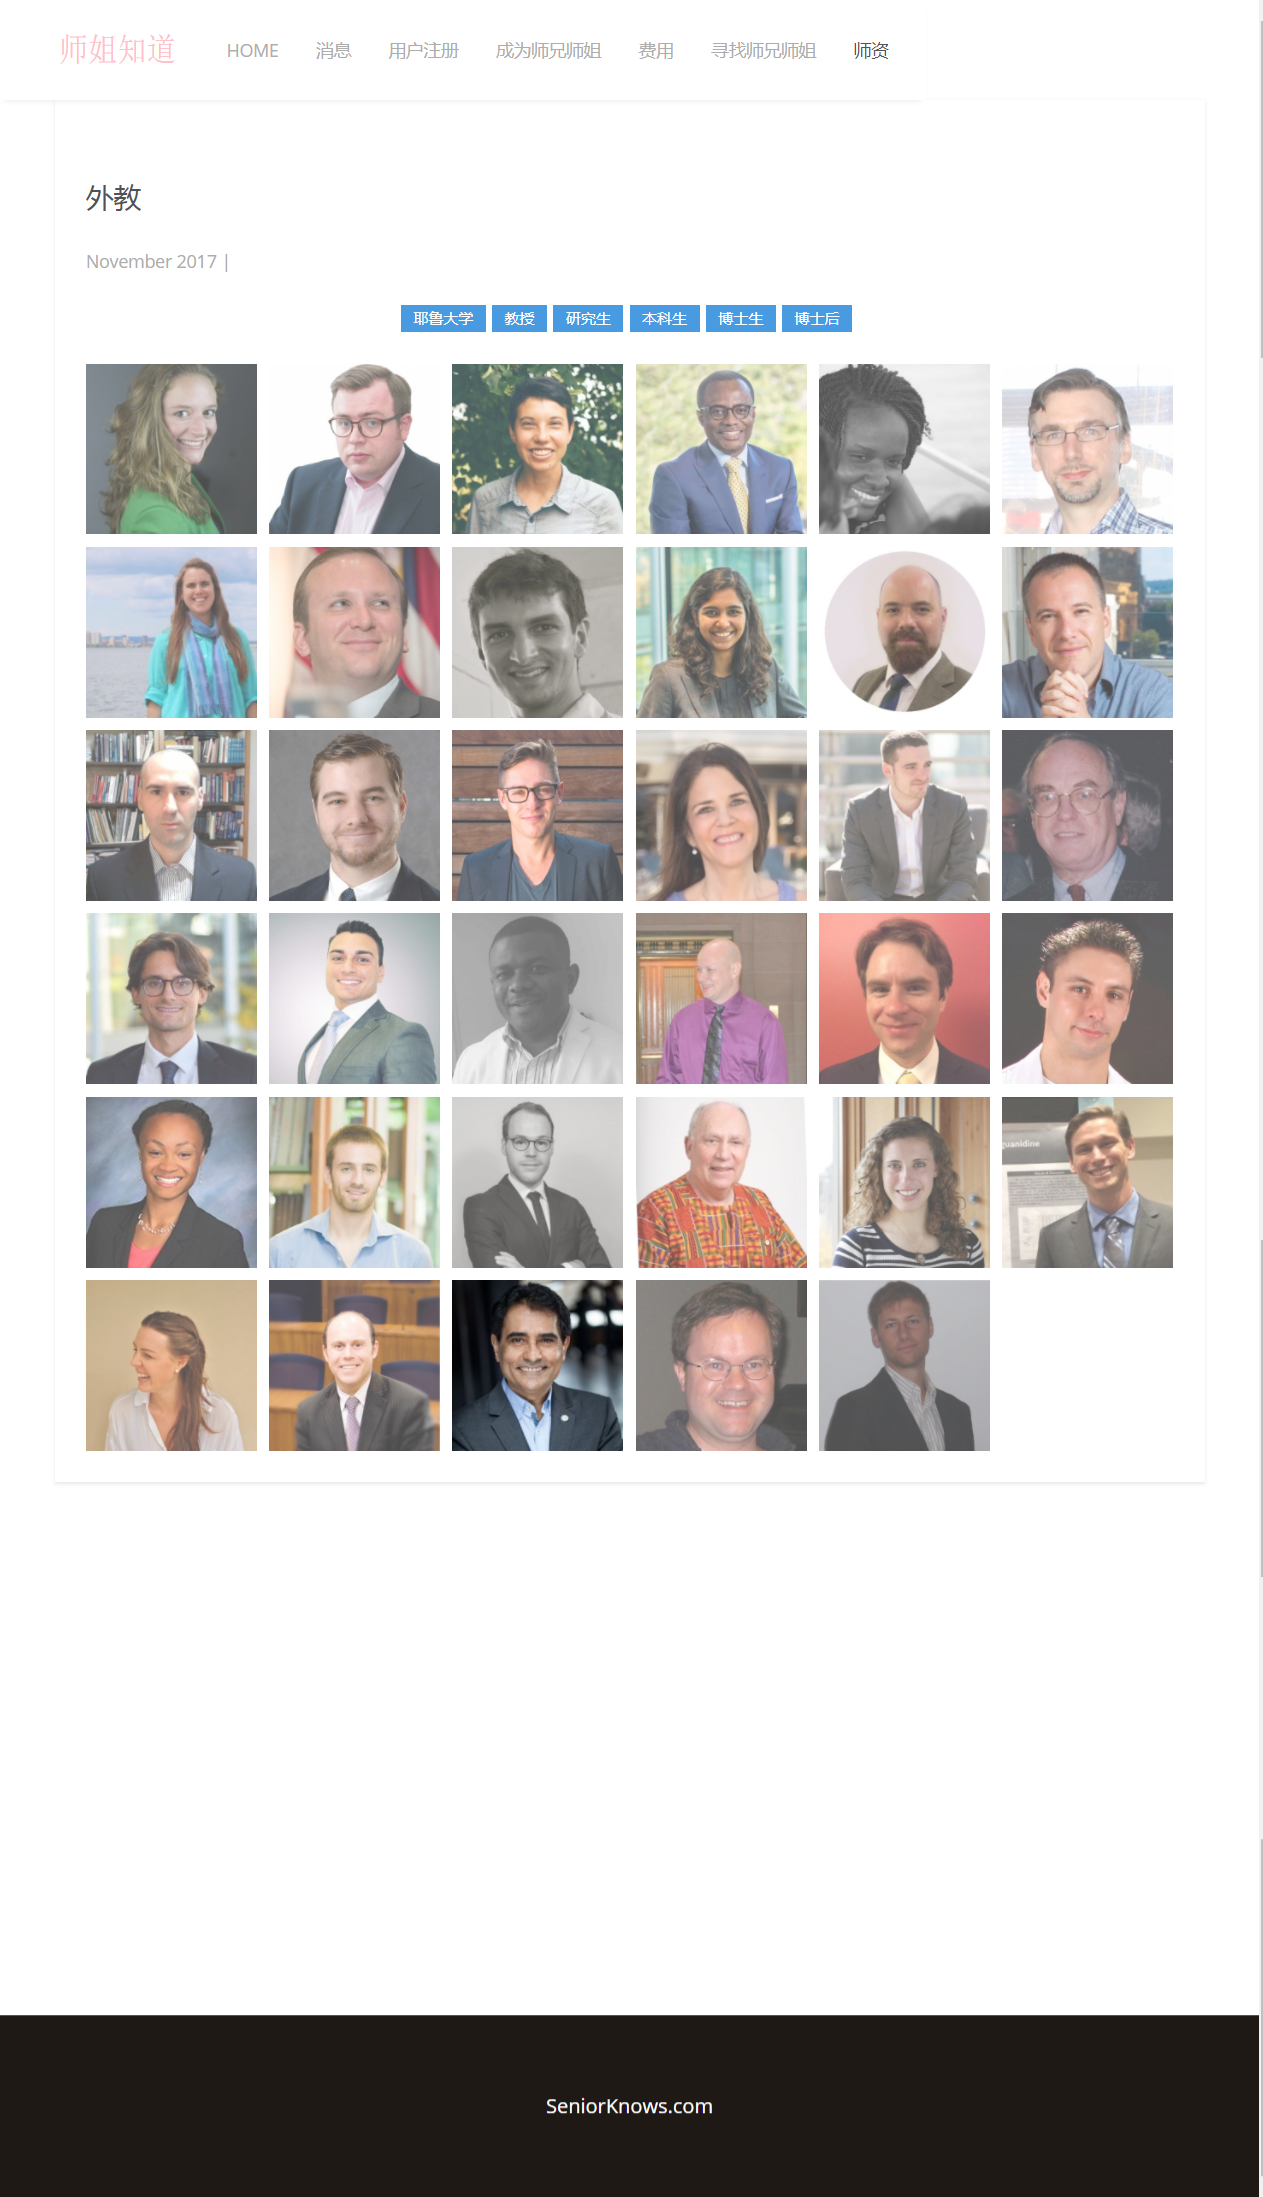 师姐知道 HOME 消息 用户注册 成为师兄师姐 费用 寻找师兄师姐 师资
外教
November 2017 |
耶鲁大学 教授 研究生 本科生 博士生 博士后
guanidine
SeniorKnows.com